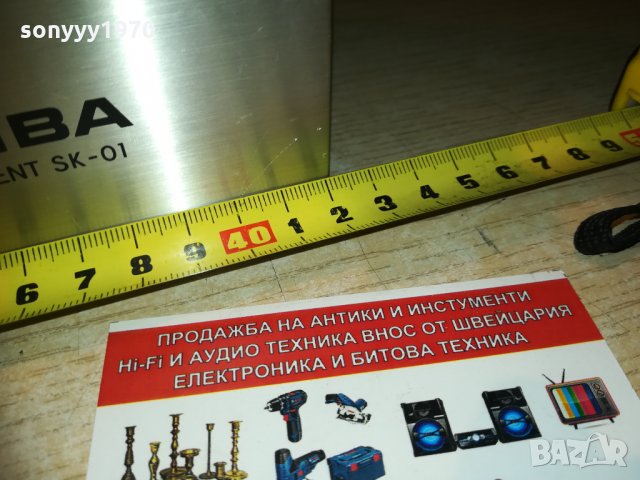 sonyyy1970
IBA
ENT SK-01
6 7 8 9 40 1 2 3 4 5 6 7 8 9
ПРОДАЖБА НА АНТИКИ И ИНСТУМЕНТИ
Hi-Fi И АУДИО ТЕХНИКА ВНОС ОТ ШВЕЙЦАРИЯ
ЕЛЕКТРОНИКА И БИТОВА ТЕХНИКА
BAZAR